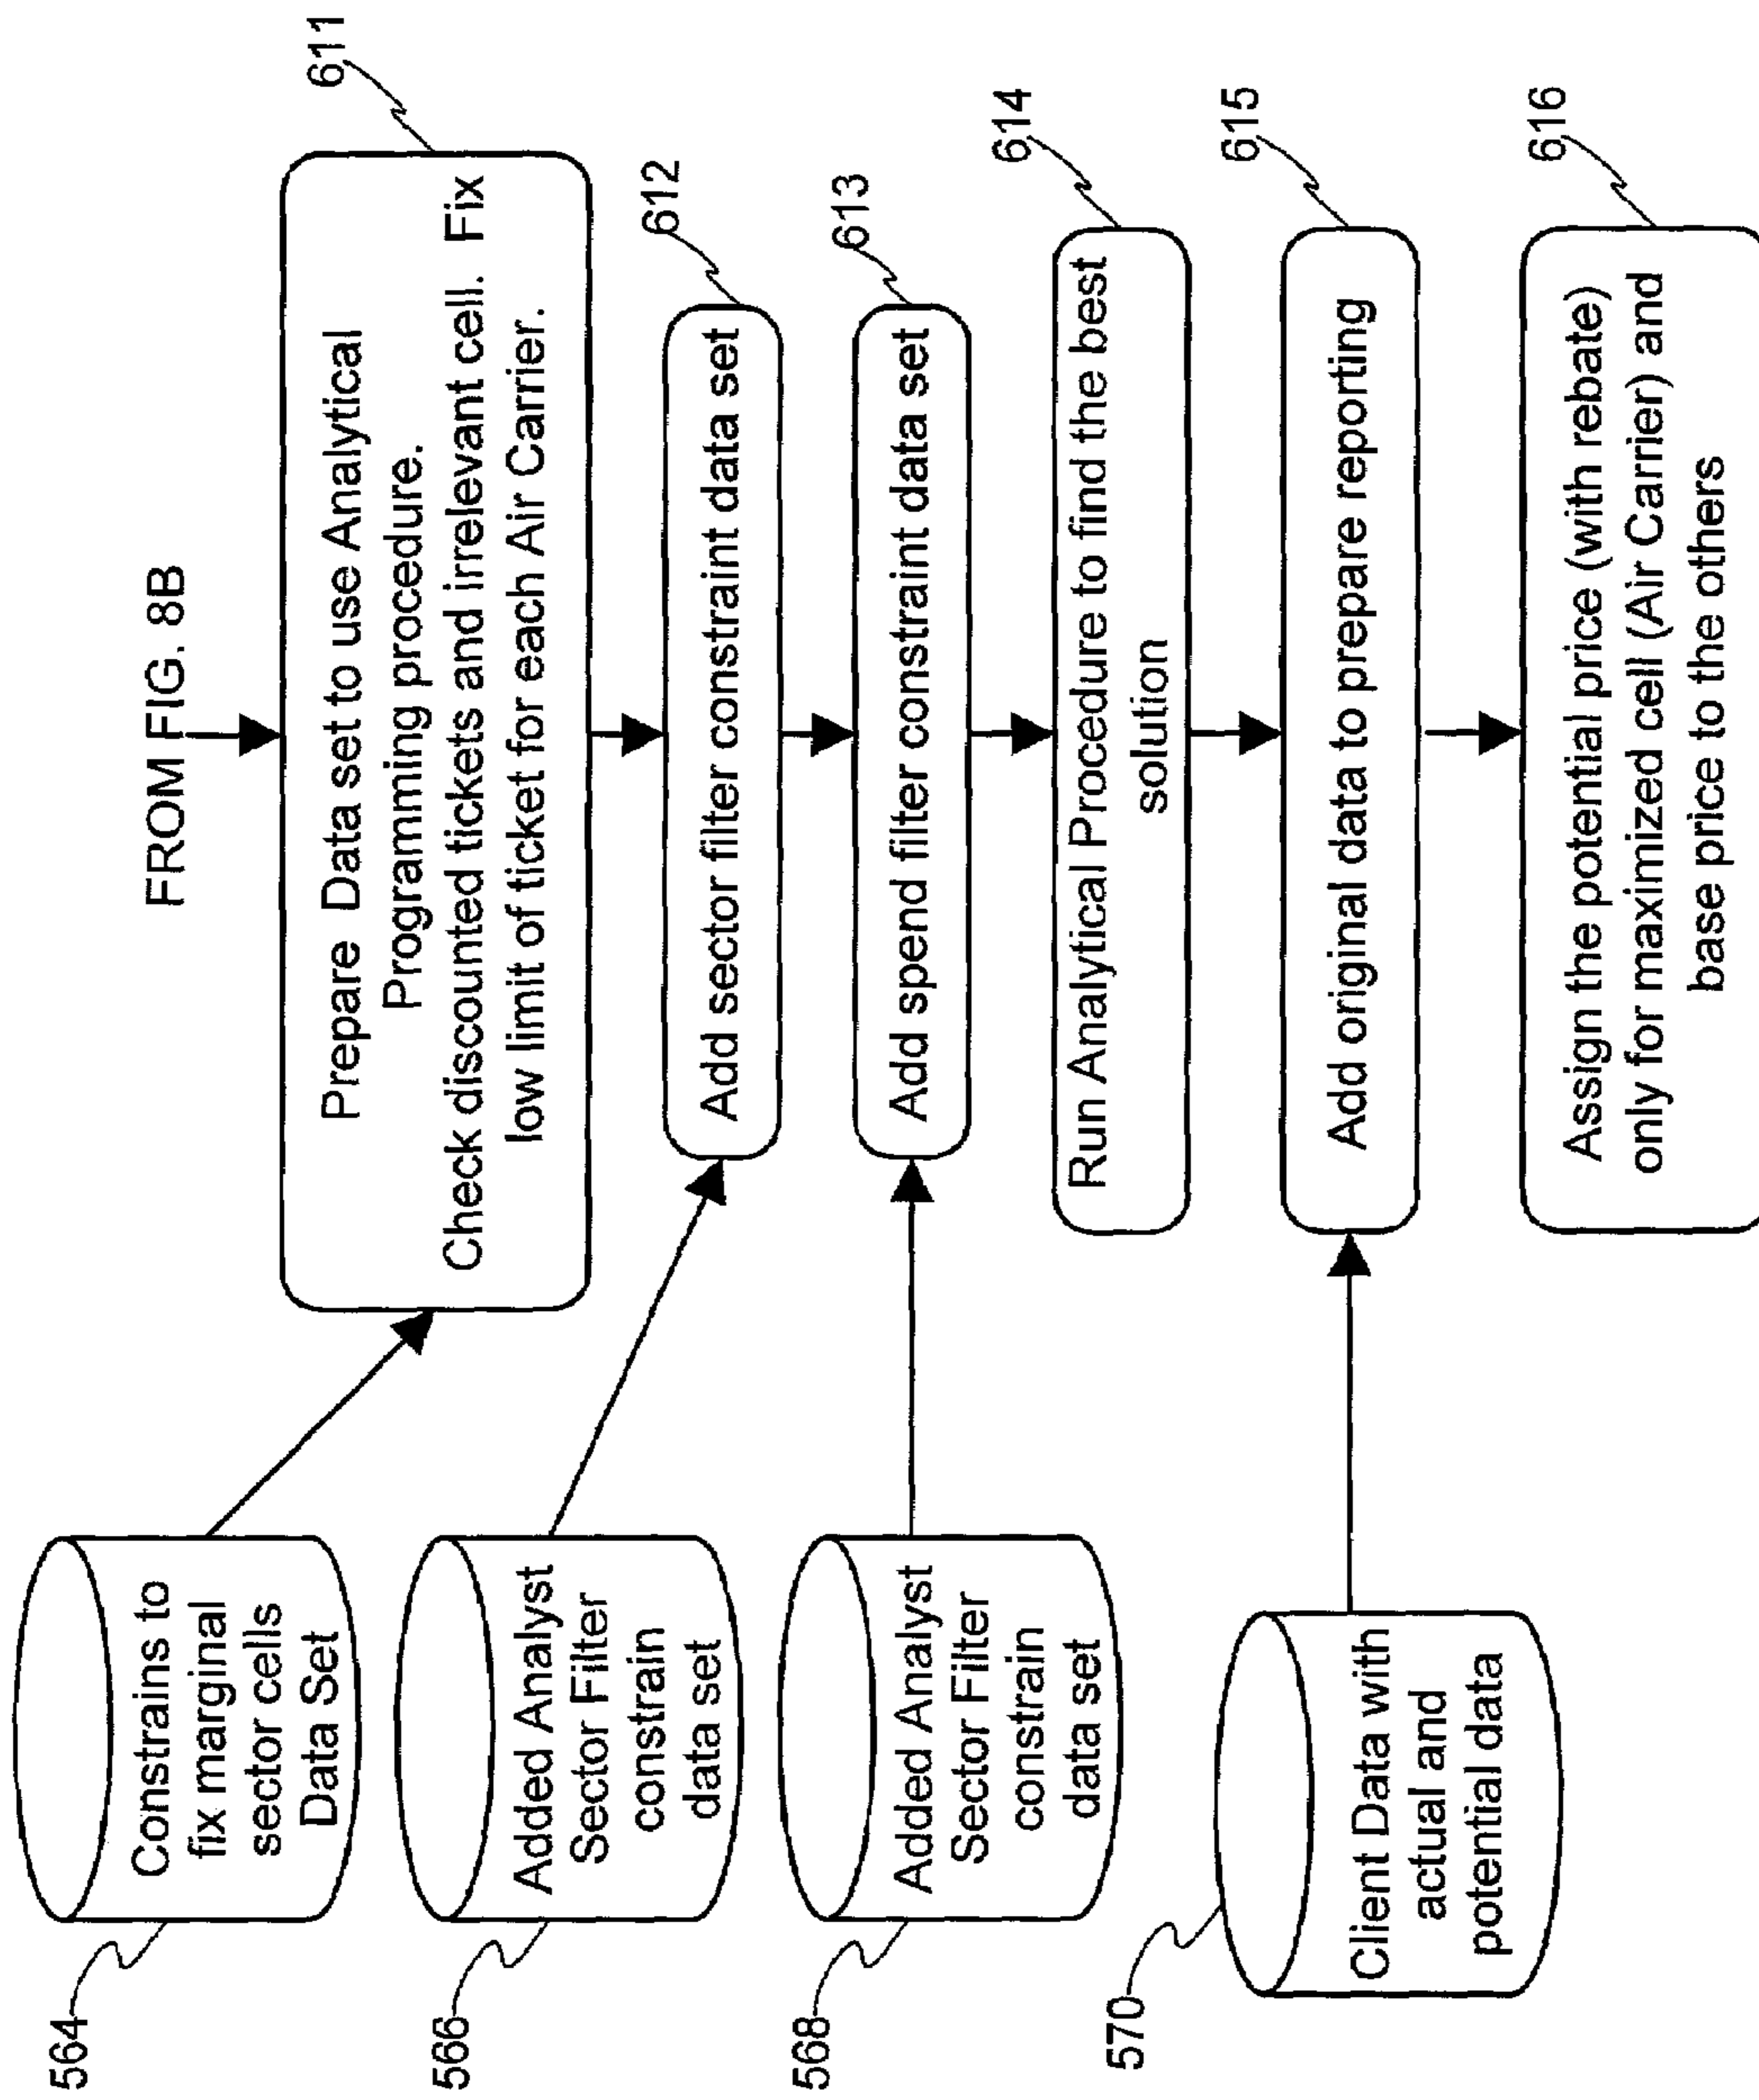 FROM FIG. 8B
564
Constrains to
fix marginal
sector cells
Data Set
611
Prepare Data set to use Analytical
Programming procedure.
Check discounted tickets and irrelevant cell. Fix
low limit of ticket for each Air Carrier.
566
Added Analyst
Sector Filter
constrain
data set
612
Add sector filter constraint data set
568
Added Analyst
Sector Filter
constrain
data set
613
Add spend filter constraint data set
614
Run Analytical Procedure to find the best
solution
570
Client Data with
actual and
potential data
615
Add original data to prepare reporting
616
Assign the potential price (with rebate)
only for maximized cell (Air Carrier) and
base price to the others